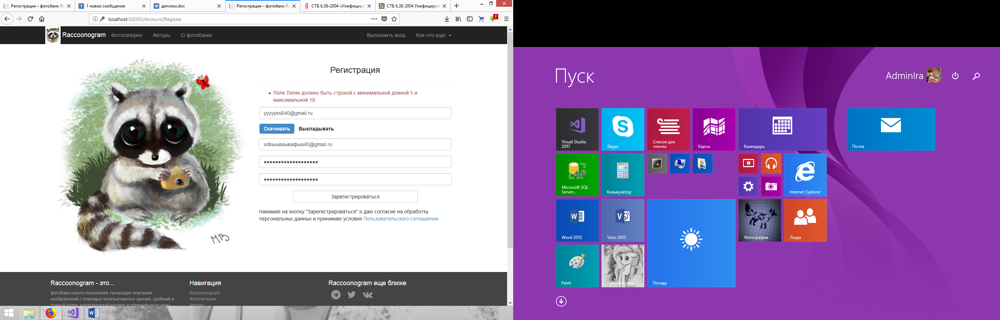 Регистрация – фотобанк Ra
1 новое сообщение
диплом.doc
Регистрация – фотобанк Ra
СТБ 6.38–2004 «Унифициро
СТБ 6.38-2004 Унифициров
localhost:50093/Account/Register
Raccoonogram
Фотогалерея
Авторы
О фотобанке
Выполнить вход
Кое-что еще:
Регистрация
Поле Логин должно быть строкой с минимальной длиной 5 и
максимальной 18.
yyyyyks840@gmail.ru
Скачивать
Выкладывать
udkыываываfыа40@gmail.ru
Зарегистрироваться
Нажимая на кнопку "Зарегистрироваться" я даю согласие на обработку
персональных данных и принимаю условия Пользовательского соглашения
МВ
Raccoonogram - это...
фотобанк нового поколения: генерация описания
изображений с помощью компьютерного зрения, удобный и
точный поиск, качественный контент и оптимальные цены
Навигация
Raccoonogram
Фотогалерея
Авторы
Raccoonogram еще ближе
Пуск
AdminIra
Visual Studio
2017
Skype
Список для
чтения
Карты
Календарь
Почта
Microsoft SQL
Server...
Калькулятор
Internet Explorer
Word 2013
Visio 2013
Погода
Фотографии
Люди
Paint
Рабочий стол